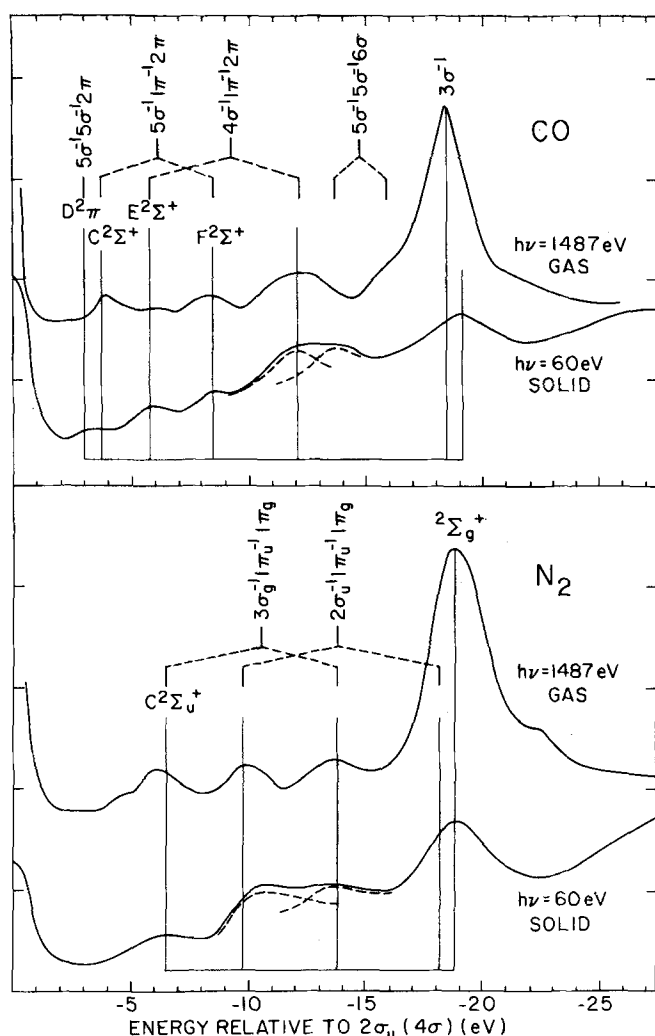 5σ⁻¹5σ⁻¹2π
5σ⁻¹1π⁻¹2π
4σ⁻¹1π⁻¹2π
5σ⁻¹5σ⁻¹6σ
3σ⁻¹
CO
D²π
C²Σ⁺
E²Σ⁺
F²Σ⁺
hν=1487eV
GAS
hν=60eV
SOLID
3σg⁻¹1πu⁻¹1πg
2σu⁻¹1πu⁻¹1πg
²Σg⁺
N₂
C²Σu⁺
hν=1487eV
GAS
hν=60eV
SOLID
-5 -10 -15 -20 -25
ENERGY RELATIVE TO 2σu (4σ) (eV)